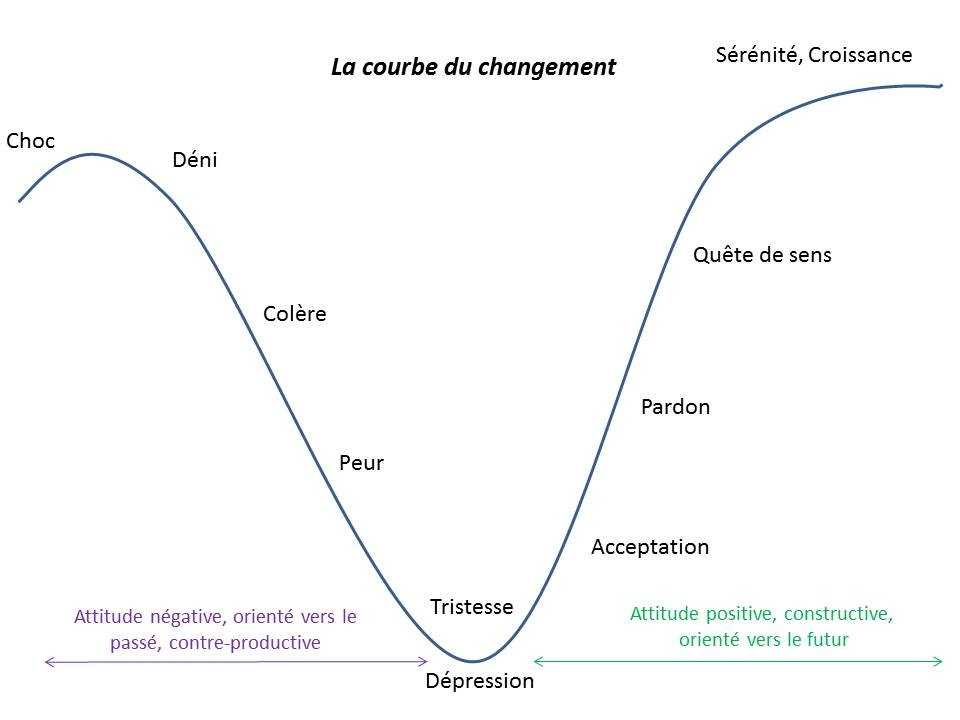 La courbe du changement
Sérénité, Croissance
Choc
Déni
Colère
Peur
Tristesse
Dépression
Acceptation
Pardon
Quête de sens
Attitude négative, orienté vers le
passé, contre-productive
Attitude positive, constructive,
orienté vers le futur